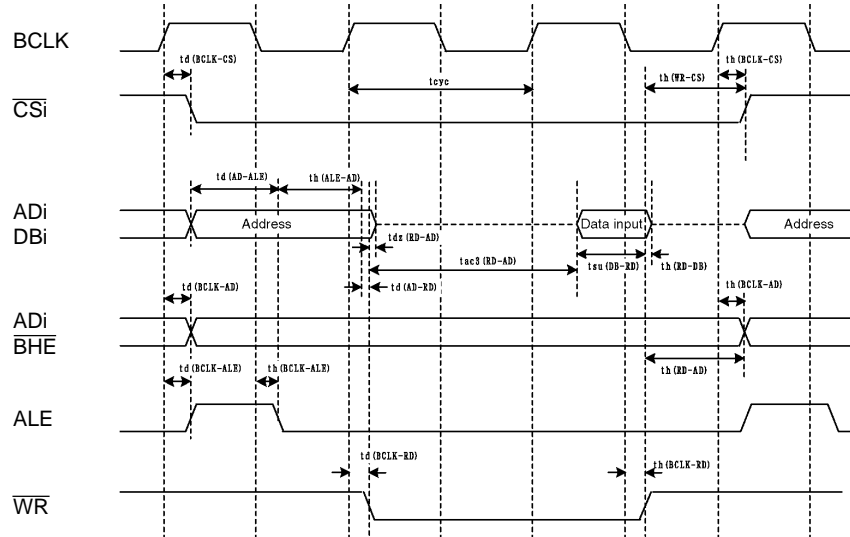 BCLK
td(BCLK-CS)
th(BCLK-CS)
tcyc
th(WR-CS)
CSi
td(AD-ALE)
th(ALE-AD)
ADi
DBi
Address
Data input
Address
tdz(RD-AD)
tac3(RD-AD)
tsu(DB-RD)
th(RD-DB)
td(AD-RD)
td(BCLK-AD)
th(BCLK-AD)
ADi
BHE
th(RD-AD)
td(BCLK-ALE)
th(BCLK-ALE)
ALE
td(BCLK-RD)
th(BCLK-RD)
WR